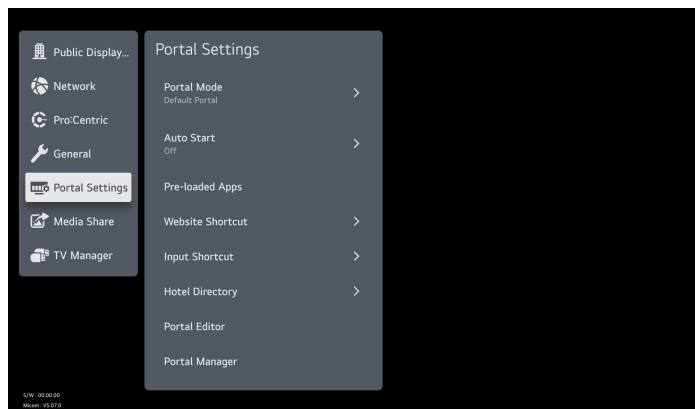 Public Display...
Network
Pro:Centric
General
Portal Settings
Media Share
TV Manager
Portal Settings
Portal Mode
Default Portal
Auto Start
Off
Pre-loaded Apps
Website Shortcut
Input Shortcut
Hotel Directory
Portal Editor
Portal Manager
S/W : 00.00.00
Micom : V5.07.0